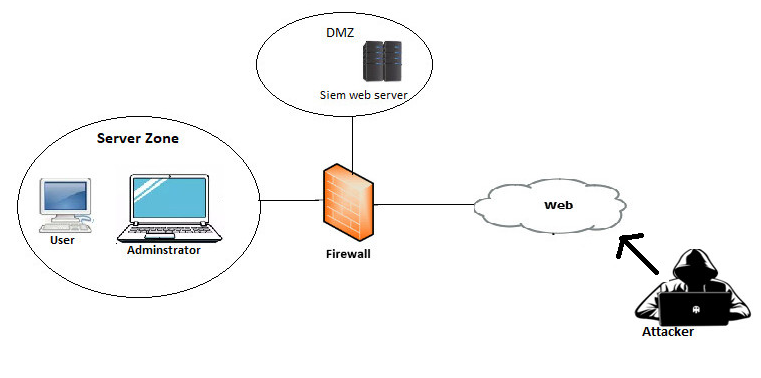 DMZ
Siem web server
Server Zone
User
Adminstrator
Firewall
Web
Attacker